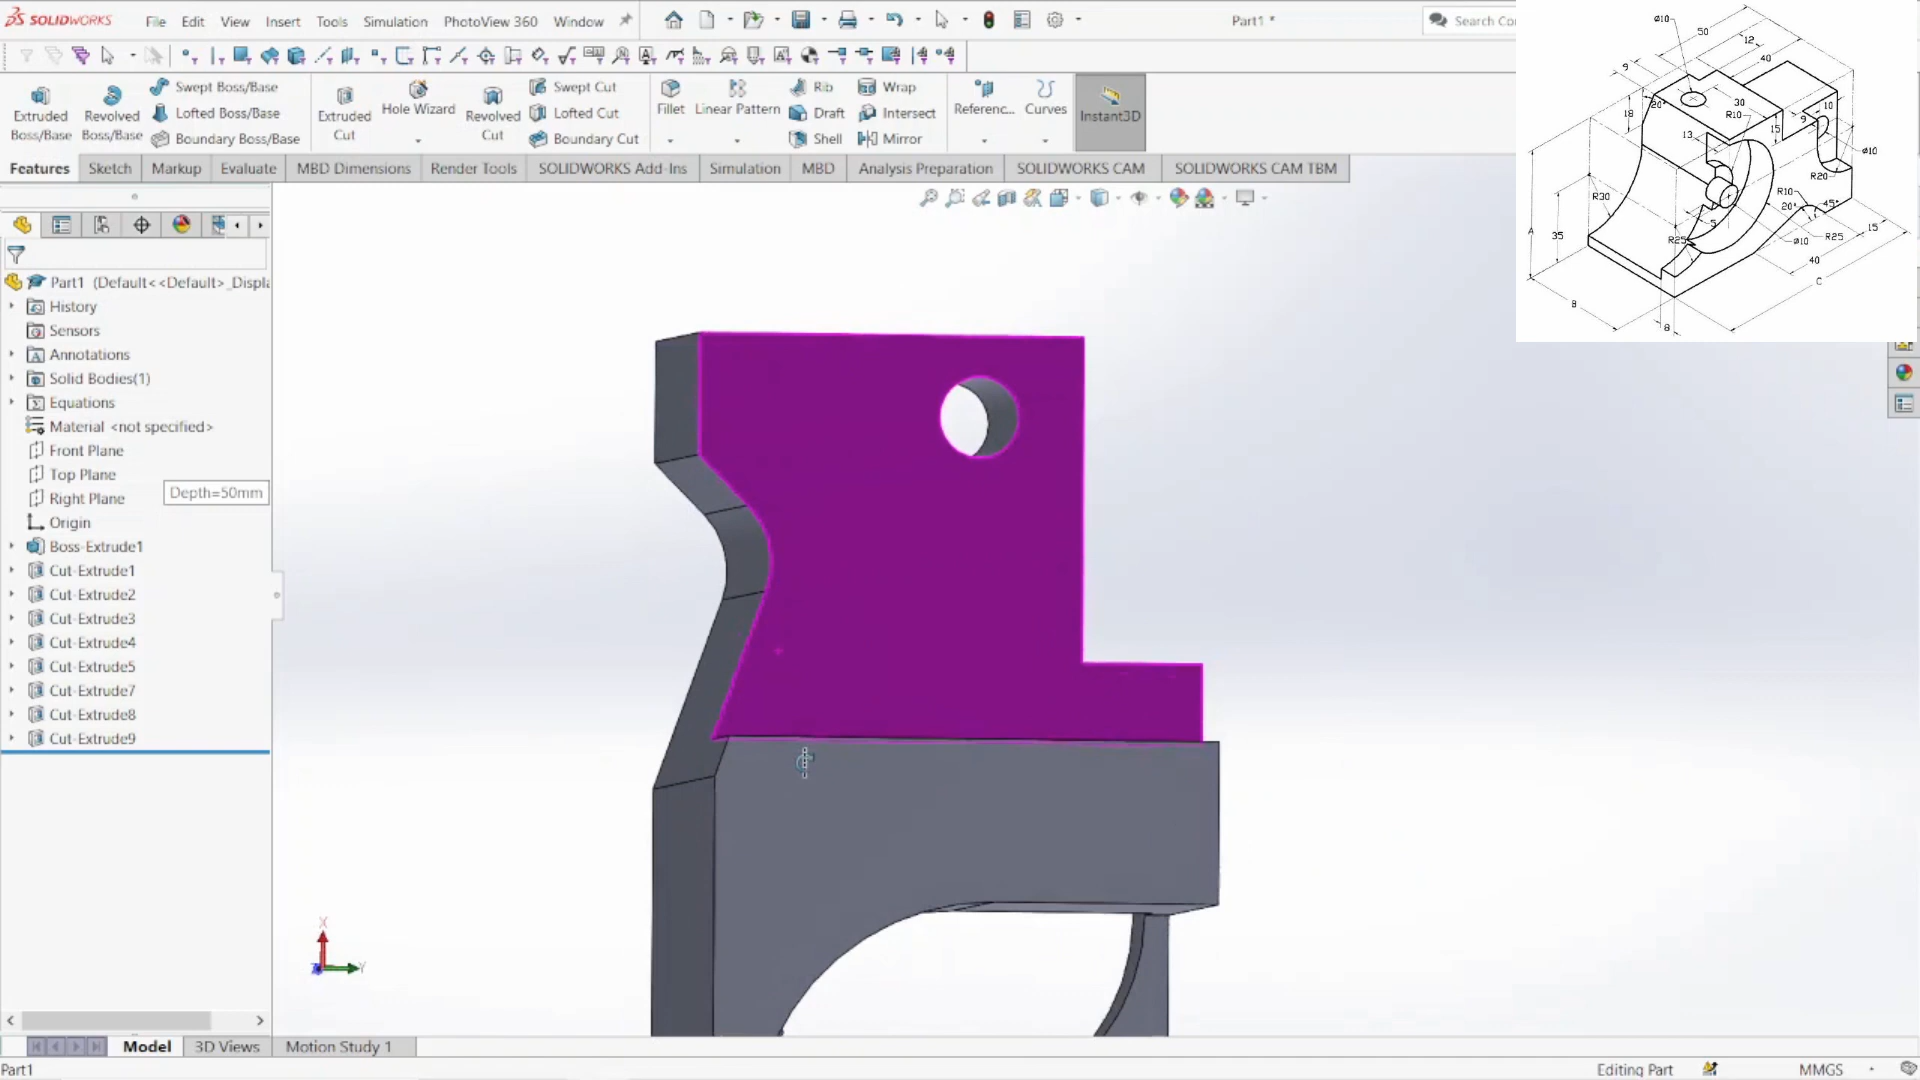 SOLIDWORKS File Edit View Insert Tools Simulation PhotoView 360 Window Part1 * Search Co
Extruded Boss/Base
Revolved Boss/Base
Swept Boss/Base
Lofted Boss/Base
Boundary Boss/Base
Extruded Cut
Hole Wizard
Revolved Cut
Swept Cut
Lofted Cut
Boundary Cut
Fillet
Linear Pattern
Rib
Draft
Shell
Wrap
Intersect
Mirror
Referenc...
Curves
Instant3D
Features Sketch Markup Evaluate MBD Dimensions Render Tools SOLIDWORKS Add-Ins Simulation MBD Analysis Preparation SOLIDWORKS CAM SOLIDWORKS CAM TBM
Part1 (Default<<Default>_Displa
History
Sensors
Annotations
Solid Bodies(1)
Equations
Material <not specified>
Front Plane
Top Plane
Right Plane
Depth=50mm
Origin
Boss-Extrude1
Cut-Extrude1
Cut-Extrude2
Cut-Extrude3
Cut-Extrude4
Cut-Extrude5
Cut-Extrude7
Cut-Extrude8
Cut-Extrude9
X
Y
Ø10
50
12
40
9
20°
30
10
18
R10
9
13
15
Ø10
R20
R30
R10
20°
45°
A
35
5
R25
Ø10
R25
15
40
C
B
8
Model 3D Views Motion Study 1
Part1 Editing Part MMGS